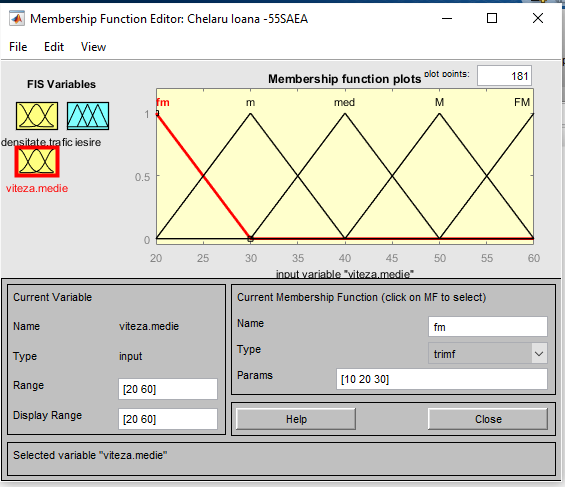 Membership Function Editor: Chelaru Ioana -55SAEA
File Edit View
FIS Variables
densitate.trafic iesire
viteza.medie
Membership function plots plot points: 181
fm m med M FM
1
0.5
0
20 25 30 35 40 45 50 55 60
input variable "viteza.medie"
Current Variable
Name viteza.medie
Type input
Range [20 60]
Display Range [20 60]
Current Membership Function (click on MF to select)
Name fm
Type trimf
Params [10 20 30]
Help Close
Selected variable "viteza.medie"